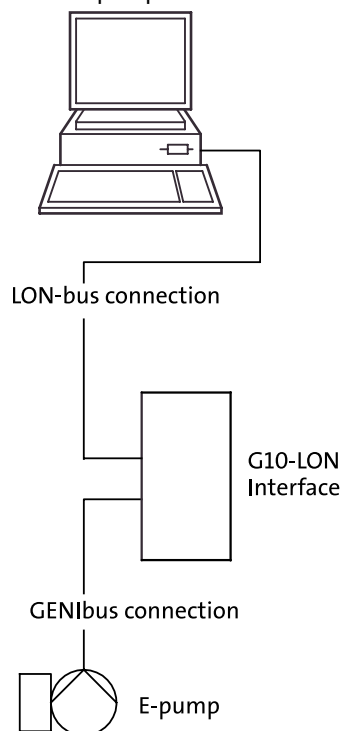 LON-bus connection
G10-LON
Interface
GENIbus connection
E-pump